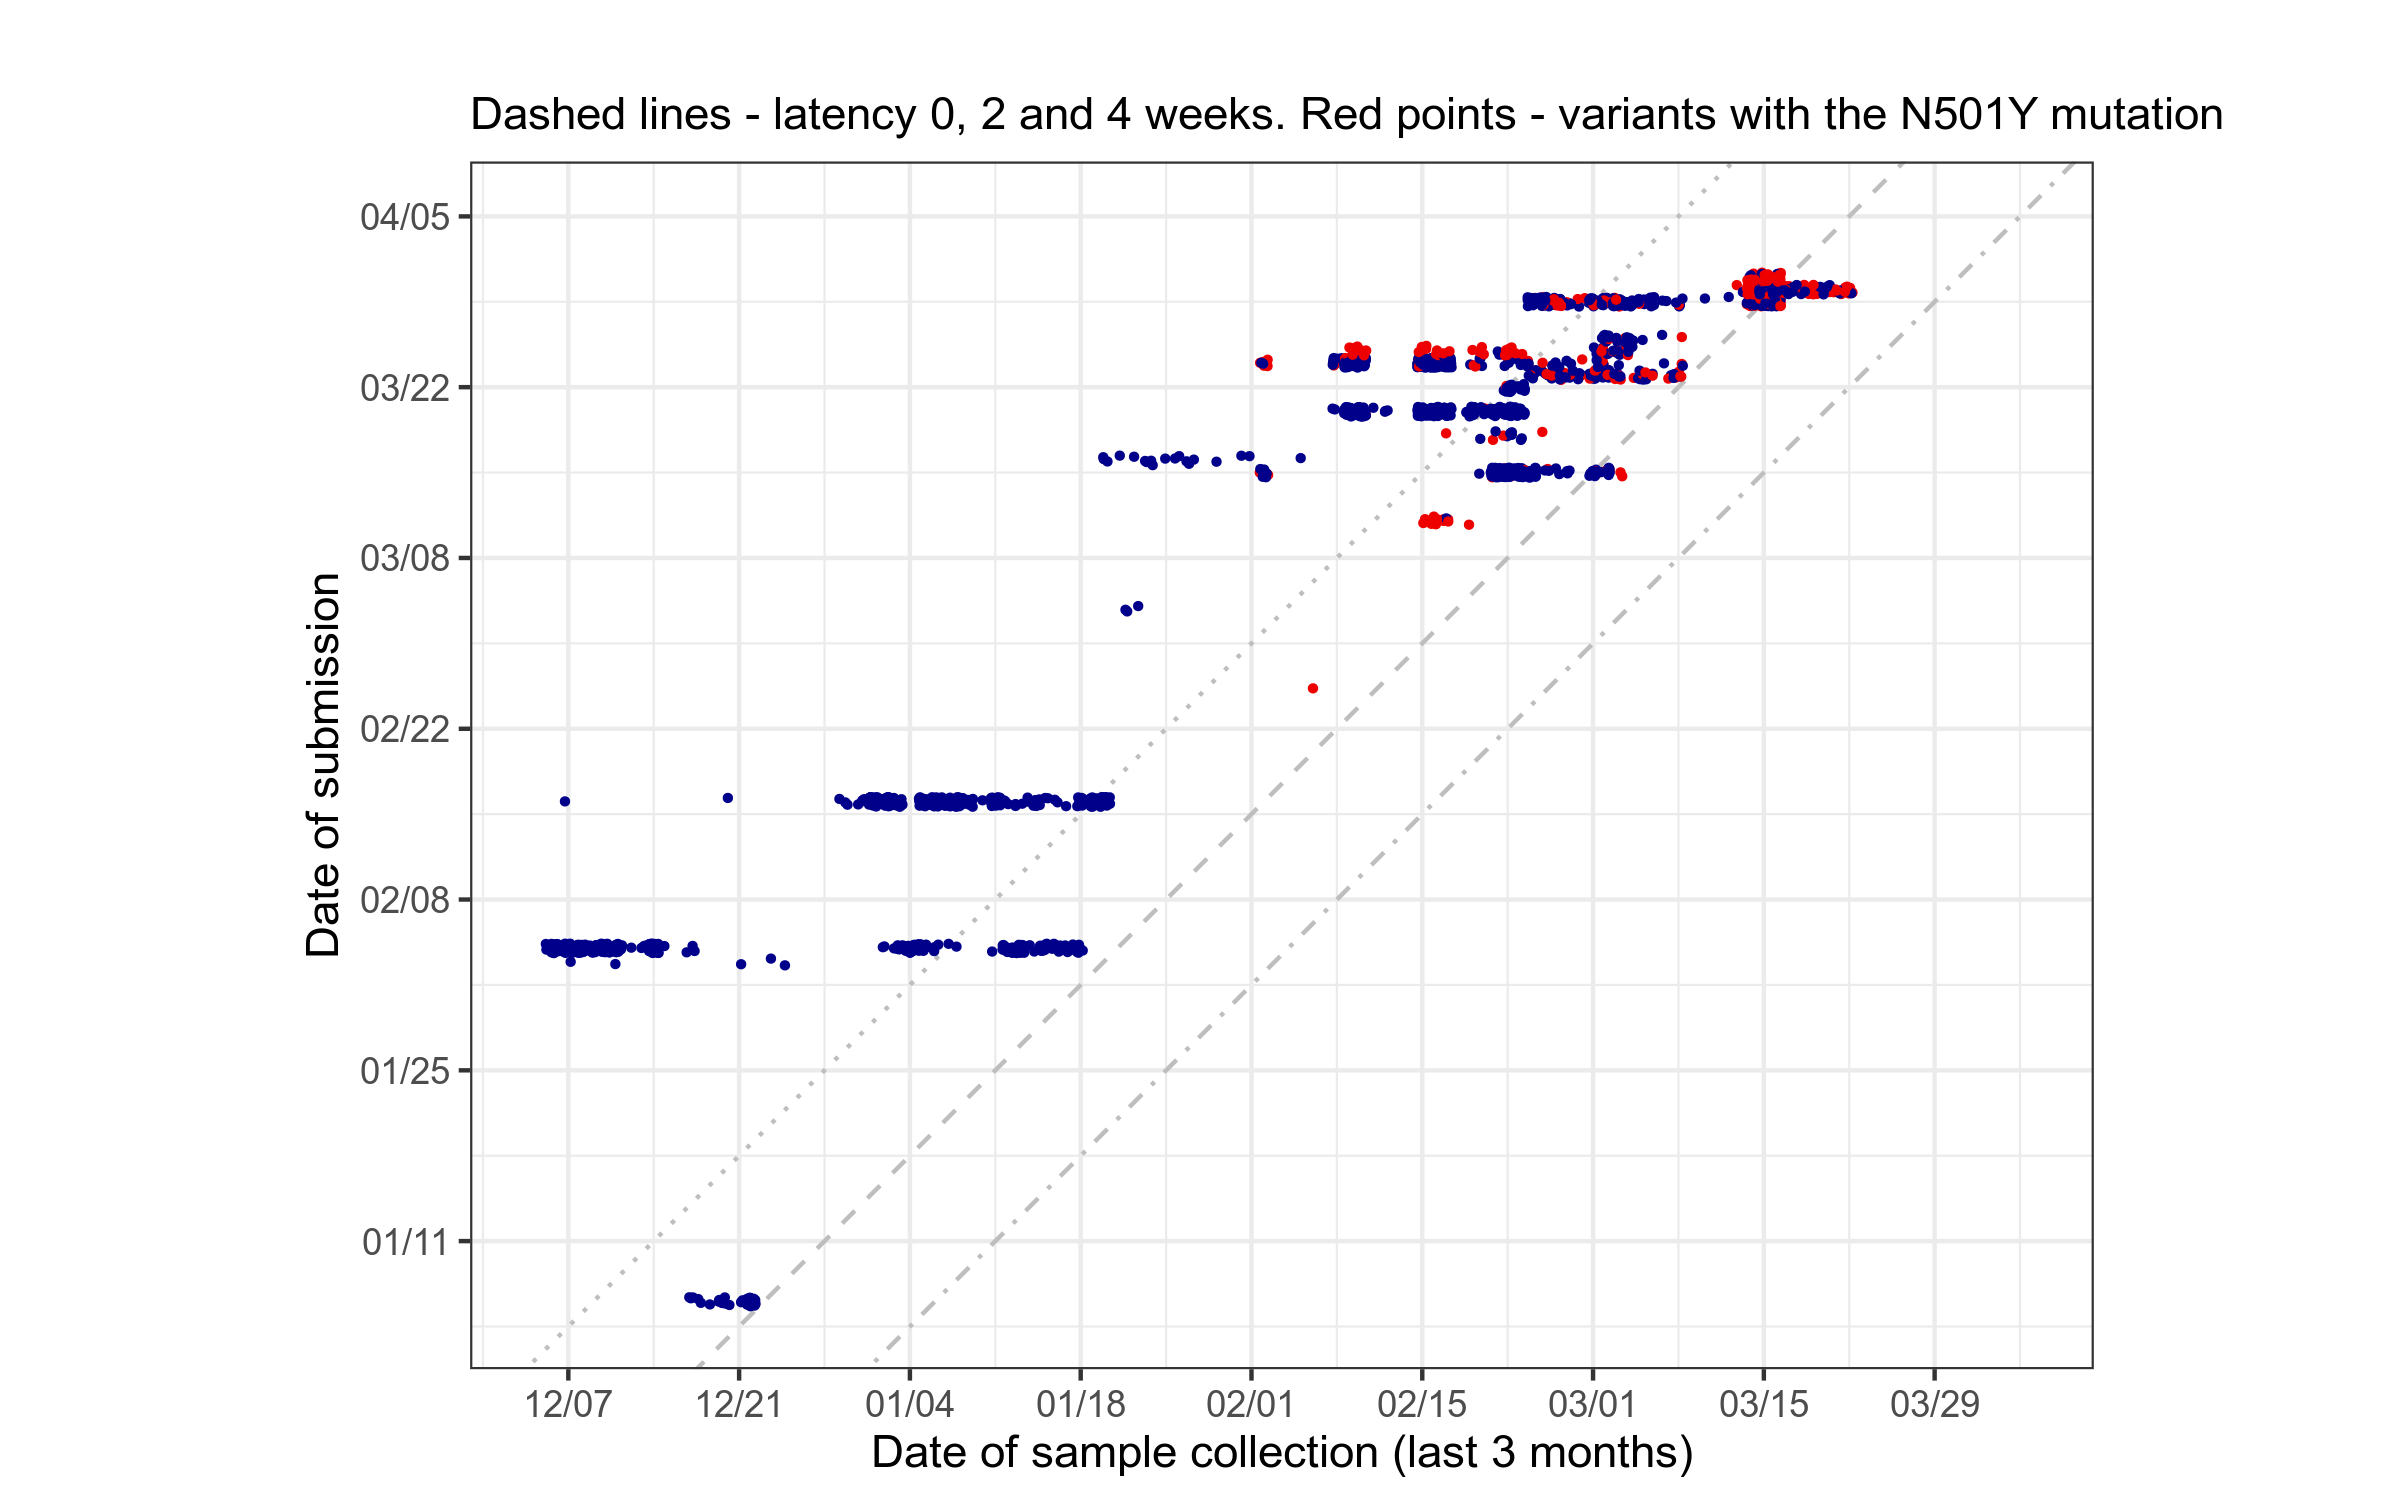 Dashed lines - latency 0, 2 and 4 weeks. Red points - variants with the N501Y mutation
04/05
03/22
03/08
02/22
02/08
01/25
01/11
Date of submission
12/07 12/21 01/04 01/18 02/01 02/15 03/01 03/15 03/29
Date of sample collection (last 3 months)